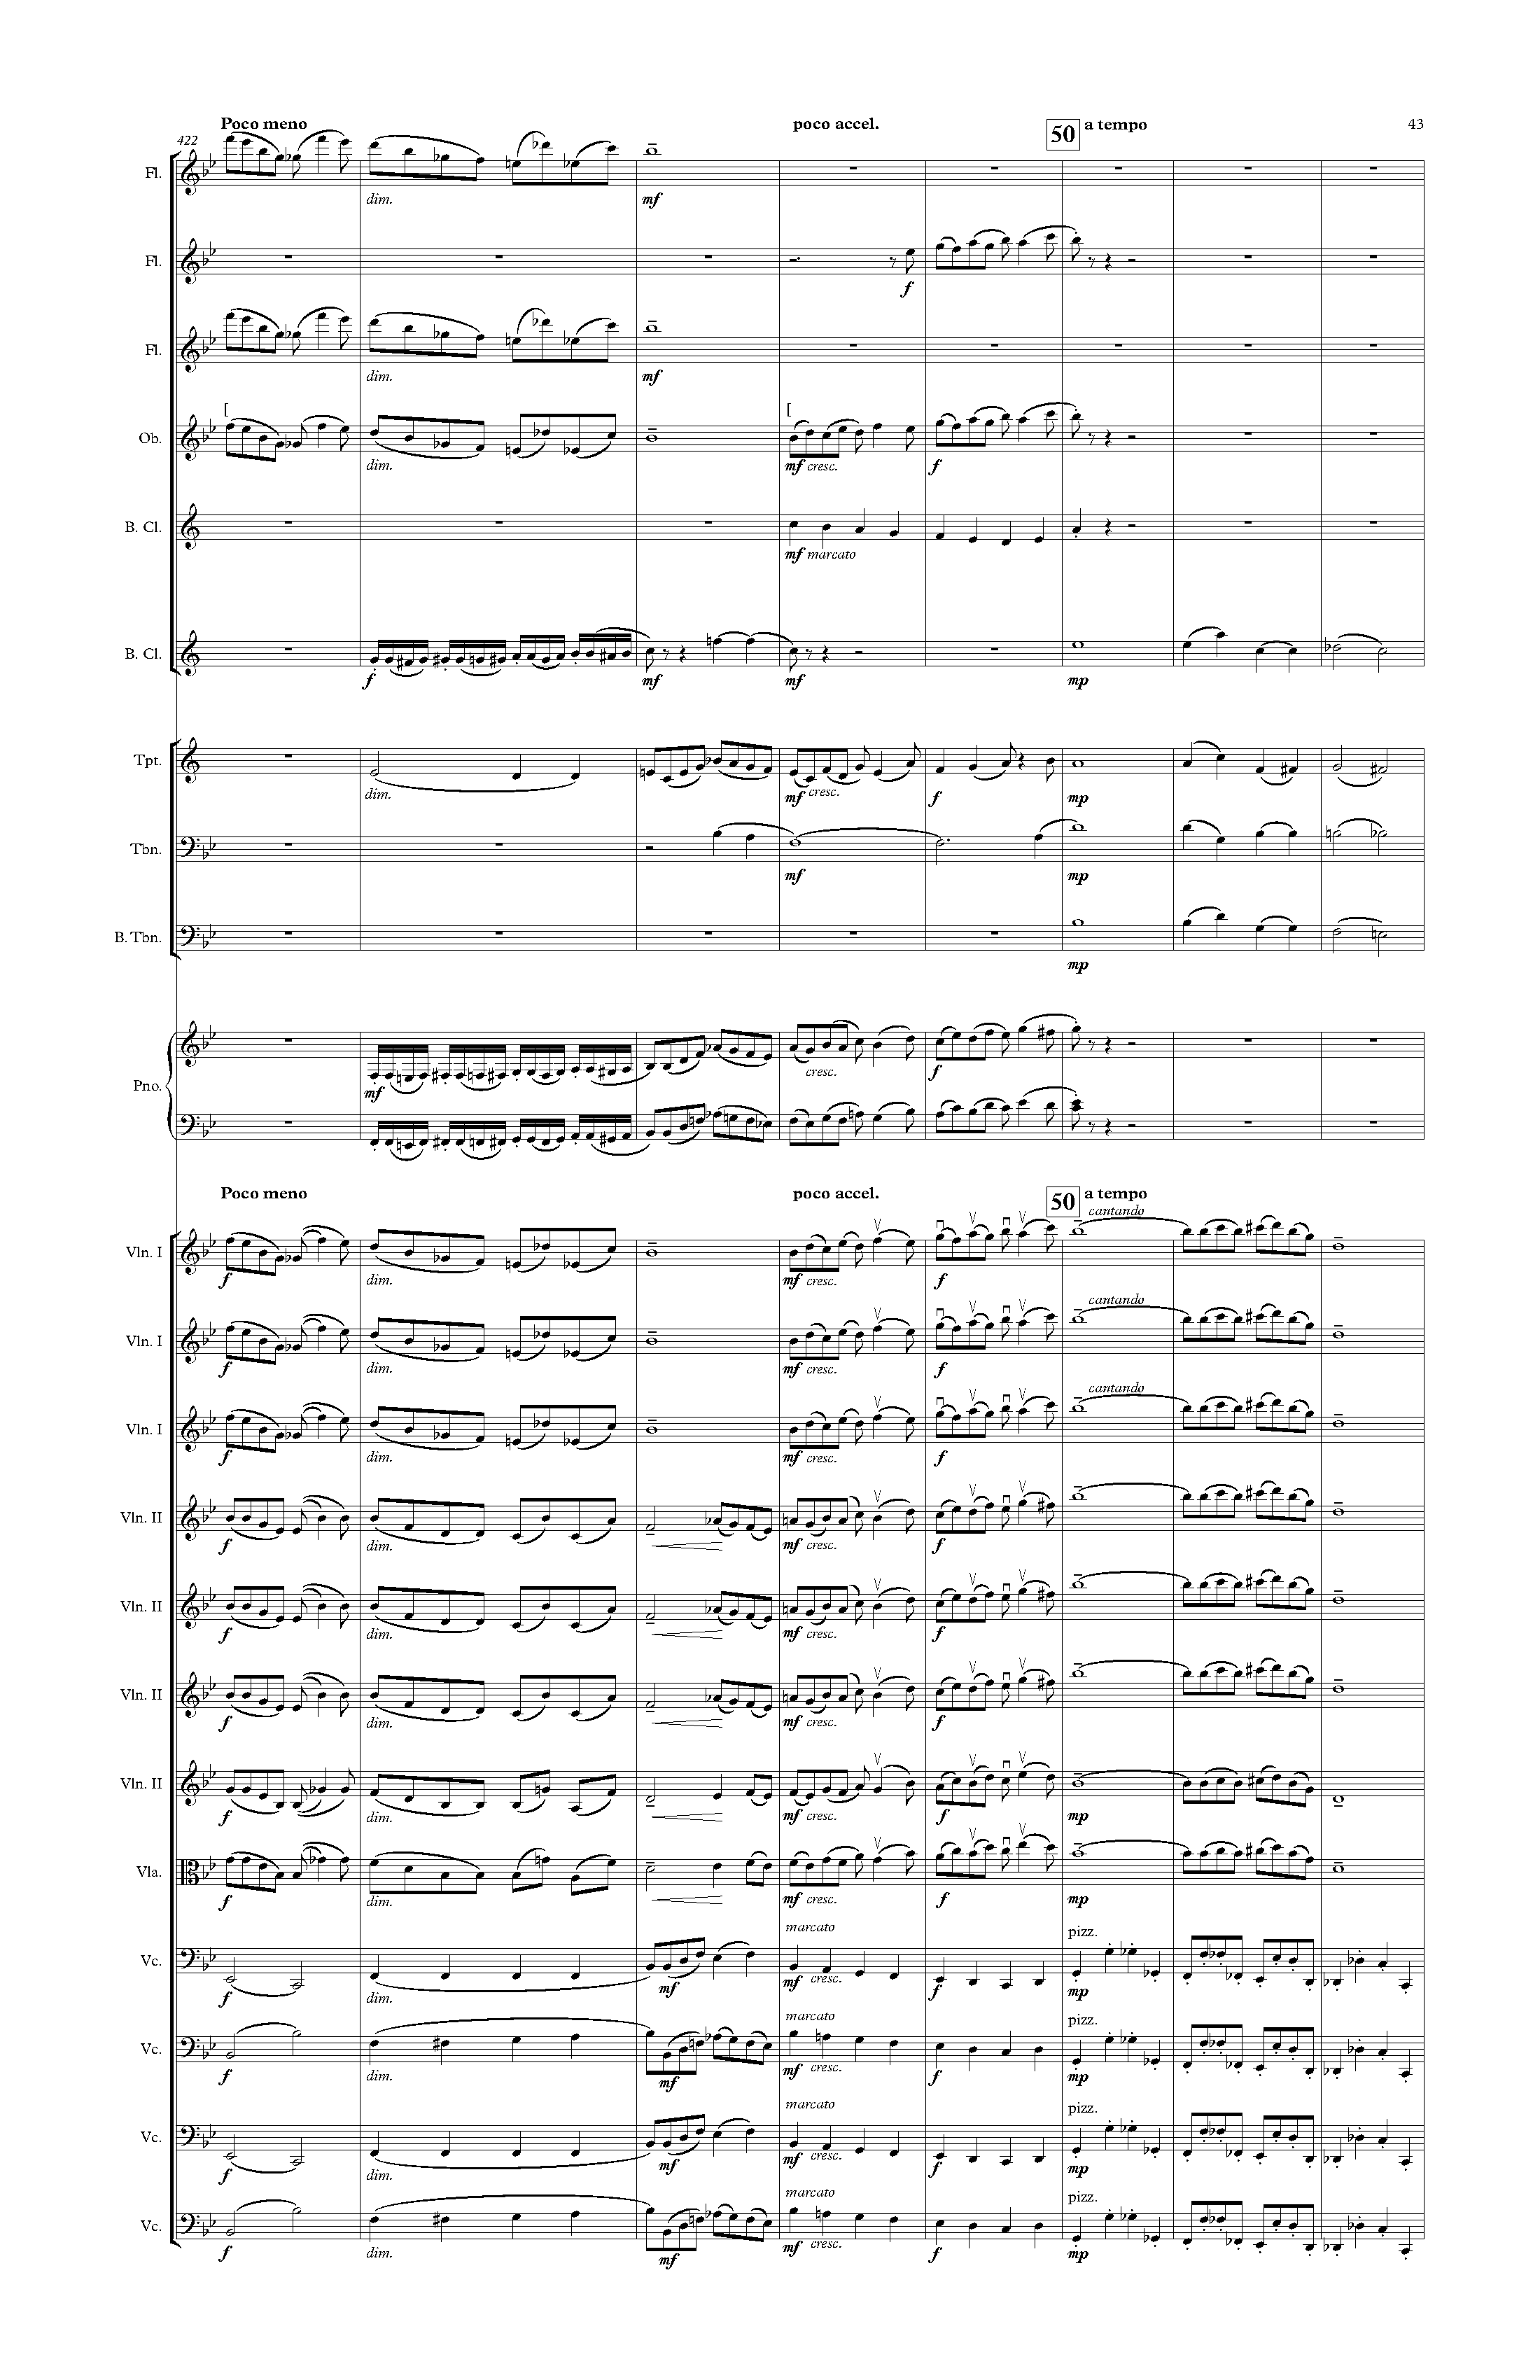 Poco meno poco accel. 50 a tempo 43
422
Fl.
dim. mf
Fl.
f
Fl.
dim. mf
[ [
Ob.
dim. mf cresc. f
B. Cl.
mf marcato
B. Cl.
f mf mf mp
Tpt.
dim. mf cresc. f mp
Tbn.
mf mp
B. Tbn.
mp
mf cresc. f
Pno.
Poco meno poco accel. 50 a tempo
cantando
Vln. I
f dim. mf cresc. f
cantando
Vln. I
f dim. mf cresc. f
cantando
Vln. I
f dim. mf cresc. f
Vln. II
f dim. mf cresc. f
Vln. II
f dim. mf cresc. f
Vln. II
f dim. mf cresc. f
Vln. II
f dim. mf cresc. f mp
Vla.
f dim. mf cresc. f mp
marcato pizz.
Vc.
f dim. mf mf cresc. f mp
marcato pizz.
Vc.
f dim. mf mf cresc. f mp
marcato pizz.
Vc.
f dim. mf mf cresc. f mp
marcato pizz.
Vc.
f dim. mf mf cresc. f mp